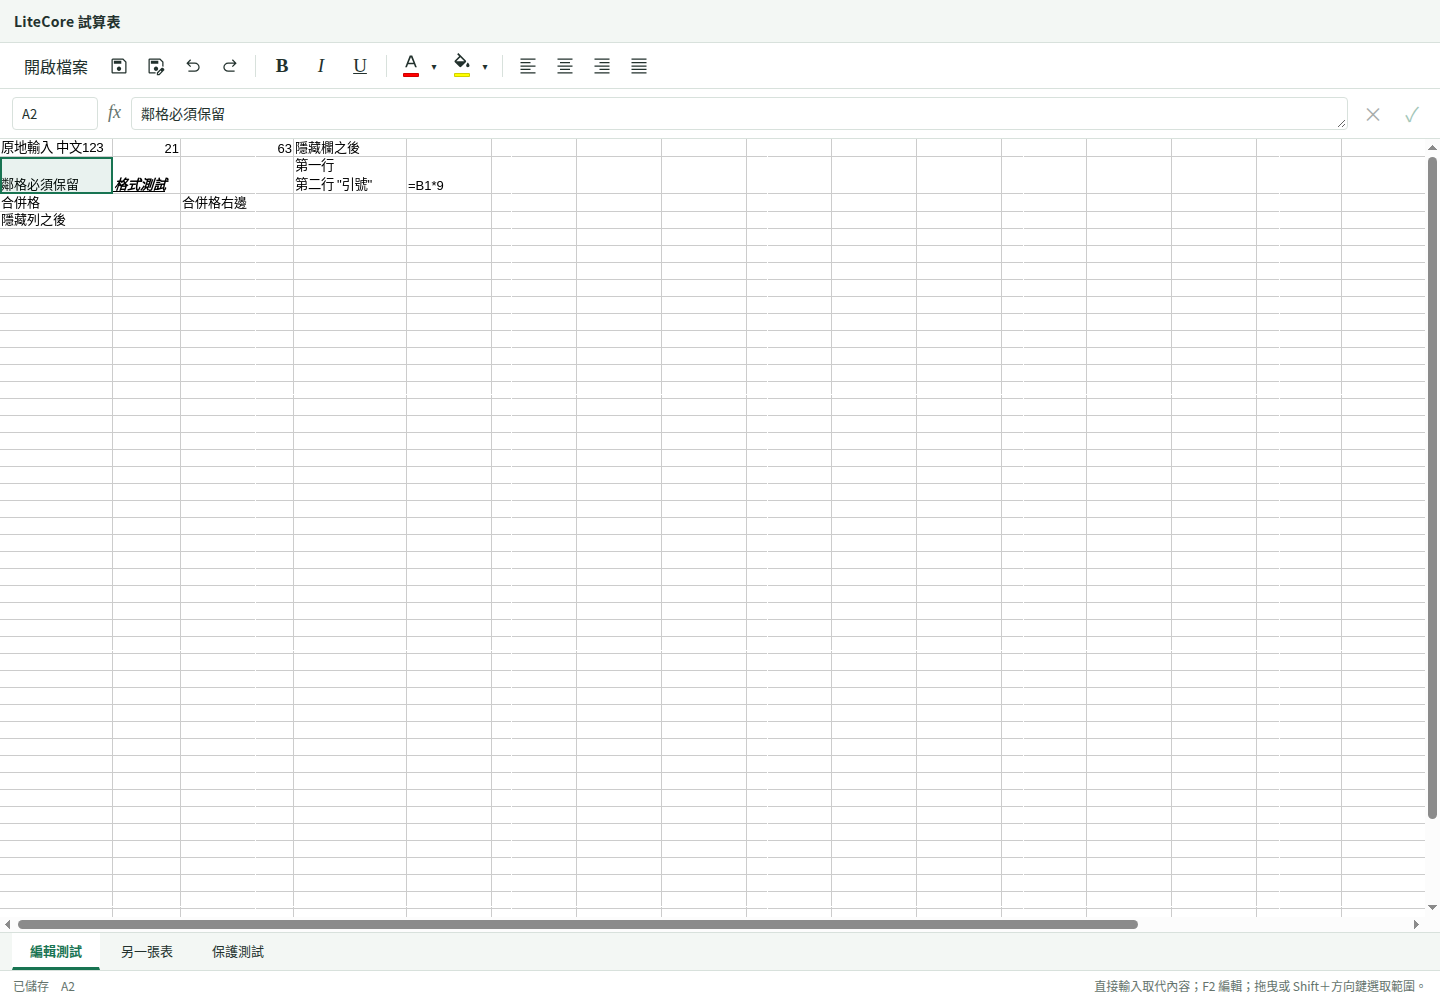 LiteCore 試算表
開啟檔案 B I U A
A2 fx 鄰格必須保留
原地輸入 中文123 21 63 隱藏欄之後
第一行
鄰格必須保留 格式測試 第二行 "引號" =B1*9
合併格 合併格右邊
隱藏列之後
編輯測試 另一張表 保護測試
已儲存 A2 直接輸入取代內容；F2 編輯；拖曳或 Shift＋方向鍵選取範圍。